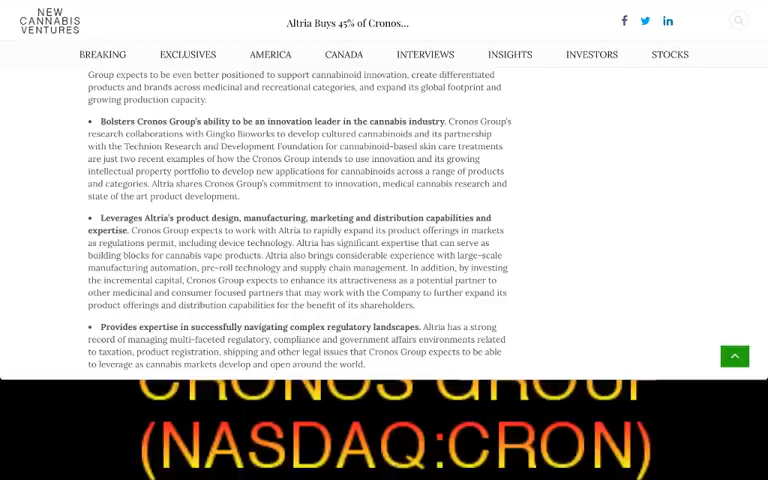 NEW
CANNABIS
VENTURES
Altria Buys 45% of Cronos...
BREAKING EXCLUSIVES AMERICA CANADA INTERVIEWS INSIGHTS INVESTORS STOCKS
Group expects to be even better positioned to support cannabinoid innovation, create differentiated
products and brands across medicinal and recreational categories, and expand its global footprint and
growing production capacity.
• Bolsters Cronos Group's ability to be an innovation leader in the cannabis industry. Cronos Group's
research collaborations with Gingko Bioworks to develop cultured cannabinoids and its partnership
with the Technion Research and Development Foundation for cannabinoid-based skin care treatments
are just two recent examples of how the Cronos Group intends to use innovation and its growing
intellectual property portfolio to develop new applications for cannabinoids across a range of products
and categories. Altria shares Cronos Group's commitment to innovation, medical cannabis research and
state of the art product development.
• Leverages Altria's product design, manufacturing, marketing and distribution capabilities and
expertise. Cronos Group expects to work with Altria to rapidly expand its product offerings in markets
as regulations permit, including device technology. Altria has significant expertise that can serve as
building blocks for cannabis vape products. Altria also brings considerable experience with large-scale
manufacturing automation, pre-roll technology and supply chain management. In addition, by investing
the incremental capital, Cronos Group expects to enhance its attractiveness as a potential partner to
other medicinal and consumer focused partners that may work with the Company to further expand its
product offerings and distribution capabilities for the benefit of its shareholders.
• Provides expertise in successfully navigating complex regulatory landscapes. Altria has a strong
record of managing multi-faceted regulatory, compliance and government affairs environments related
to taxation, product registration, shipping and other legal issues that Cronos Group expects to be able
to leverage as cannabis markets develop and open around the world.
CRONOS GROUP
(NASDAQ:CRON)